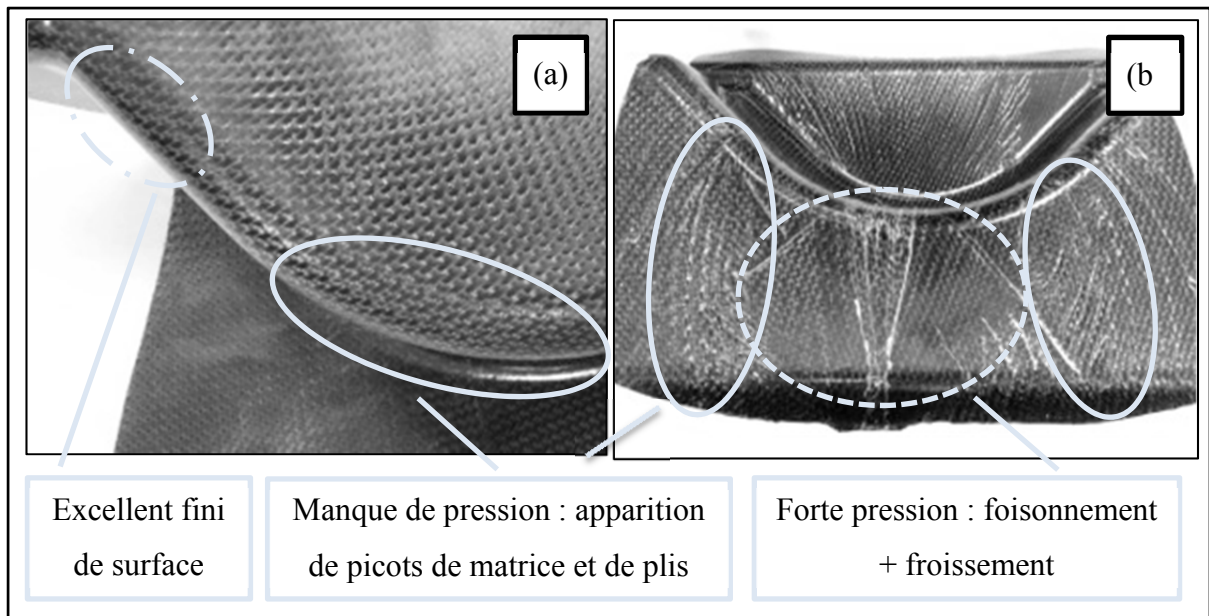 (a)
(b
Excellent fini
de surface
Manque de pression : apparition
de picots de matrice et de plis
Forte pression : foisonnement
+ froissement